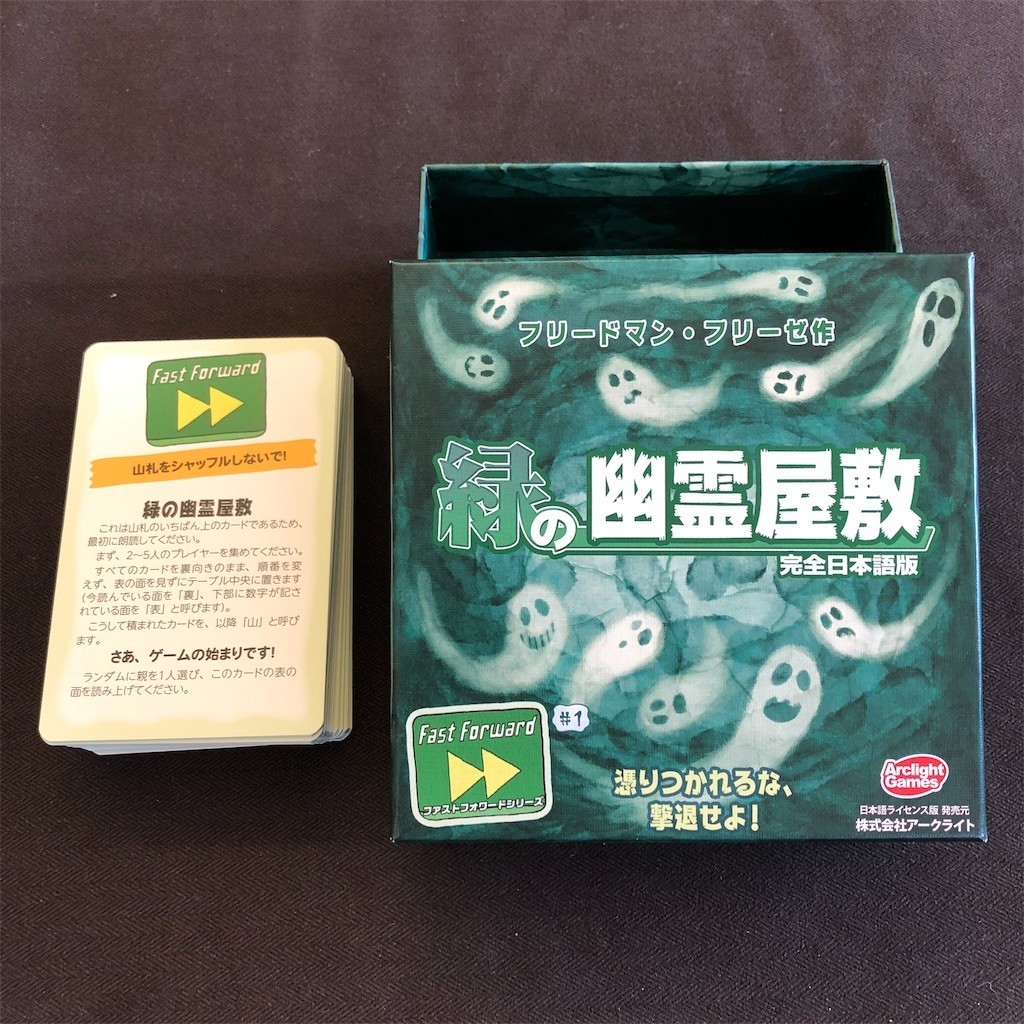 Fast Forward
山札をシャッフルしないで!
緑の幽霊屋敷
これは山札のいちばん上のカードであるため、
最初に朗読してください。
まず、2〜5人のプレイヤーを集めてください。
すべてのカードを裏向きのまま、順番を変
えず、表の面を見ずにテーブル中央に置きます
(今読んでいる面を「裏」、下部に数字が記さ
れている面を「表」と呼びます)。
こうして積まれたカードを、以降「山」と呼び
ます。
さあ、ゲームの始まりです!
ランダムに親を1人選び、このカードの表の
面を読み上げてください。
フリードマン・フリーゼ作
緑の幽霊屋敷
完全日本語版
Fast Forward
ファストフォワードシリーズ
#1
憑りつかれるな、
撃退せよ!
Arclight
Games
日本語ライセンス版 発売元
株式会社アークライト